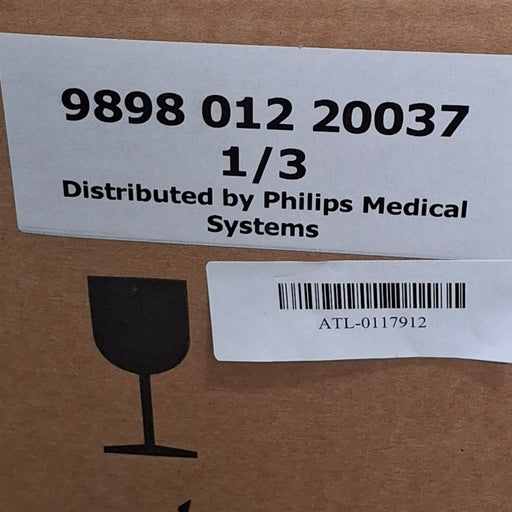 9898 012 20037
1/3
Distributed by Philips Medical
Systems
ATL-0117912